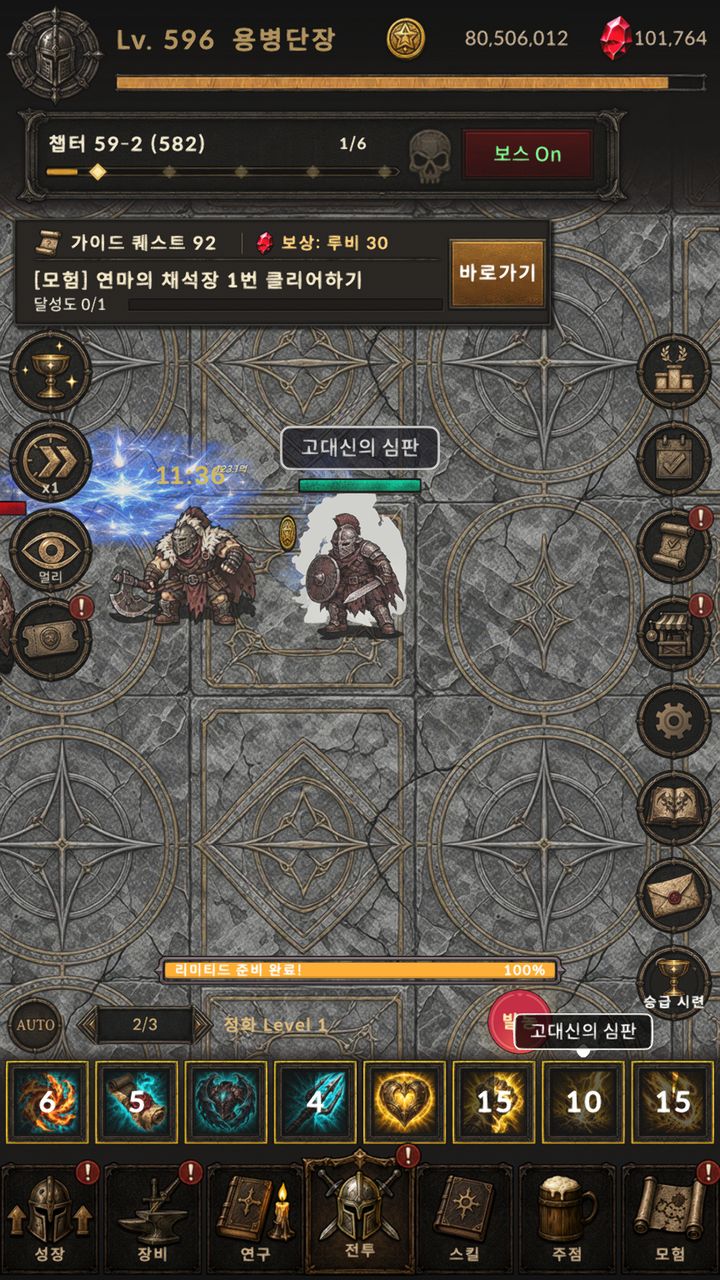 Lv. 596 용병단장
80,506,012
101,764
챕터 59-2 (582)
1/6
보스 On
가이드 퀘스트 92
보상: 루비 30
[모험] 연마의 채석장 1번 클리어하기
달성도 0/1
바로가기
고대신의 심판
11:36
x1
멀리
리미티드 준비 완료!
100%
승급 시련
AUTO
2/3
정화 Level 1
고대신의 심판
6
5
4
15
10
15
성장
장비
연구
전투
스킬
주점
모험